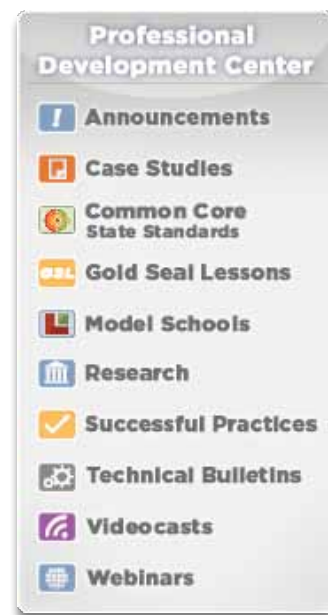 Professional
Development Center
Announcements
Case Studies
Common Core
State Standards
GSL Gold Seal Lessons
Model Schools
Research
Successful Practices
Technical Bulletins
Videocasts
Webinars